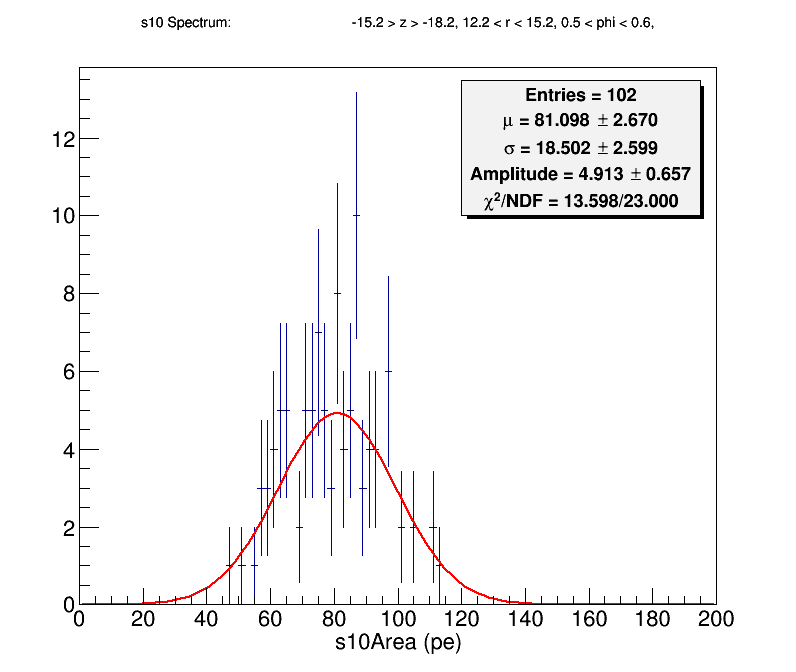 s10 Spectrum: -15.2 > z > -18.2, 12.2 < r < 15.2, 0.5 < phi < 0.6,
Entries = 102
μ = 81.098 ± 2.670
σ = 18.502 ± 2.599
Amplitude = 4.913 ± 0.657
χ²/NDF = 13.598/23.000
12
10
8
6
4
2
0
0 20 40 60 80 100 120 140 160 180 200
s10Area (pe)